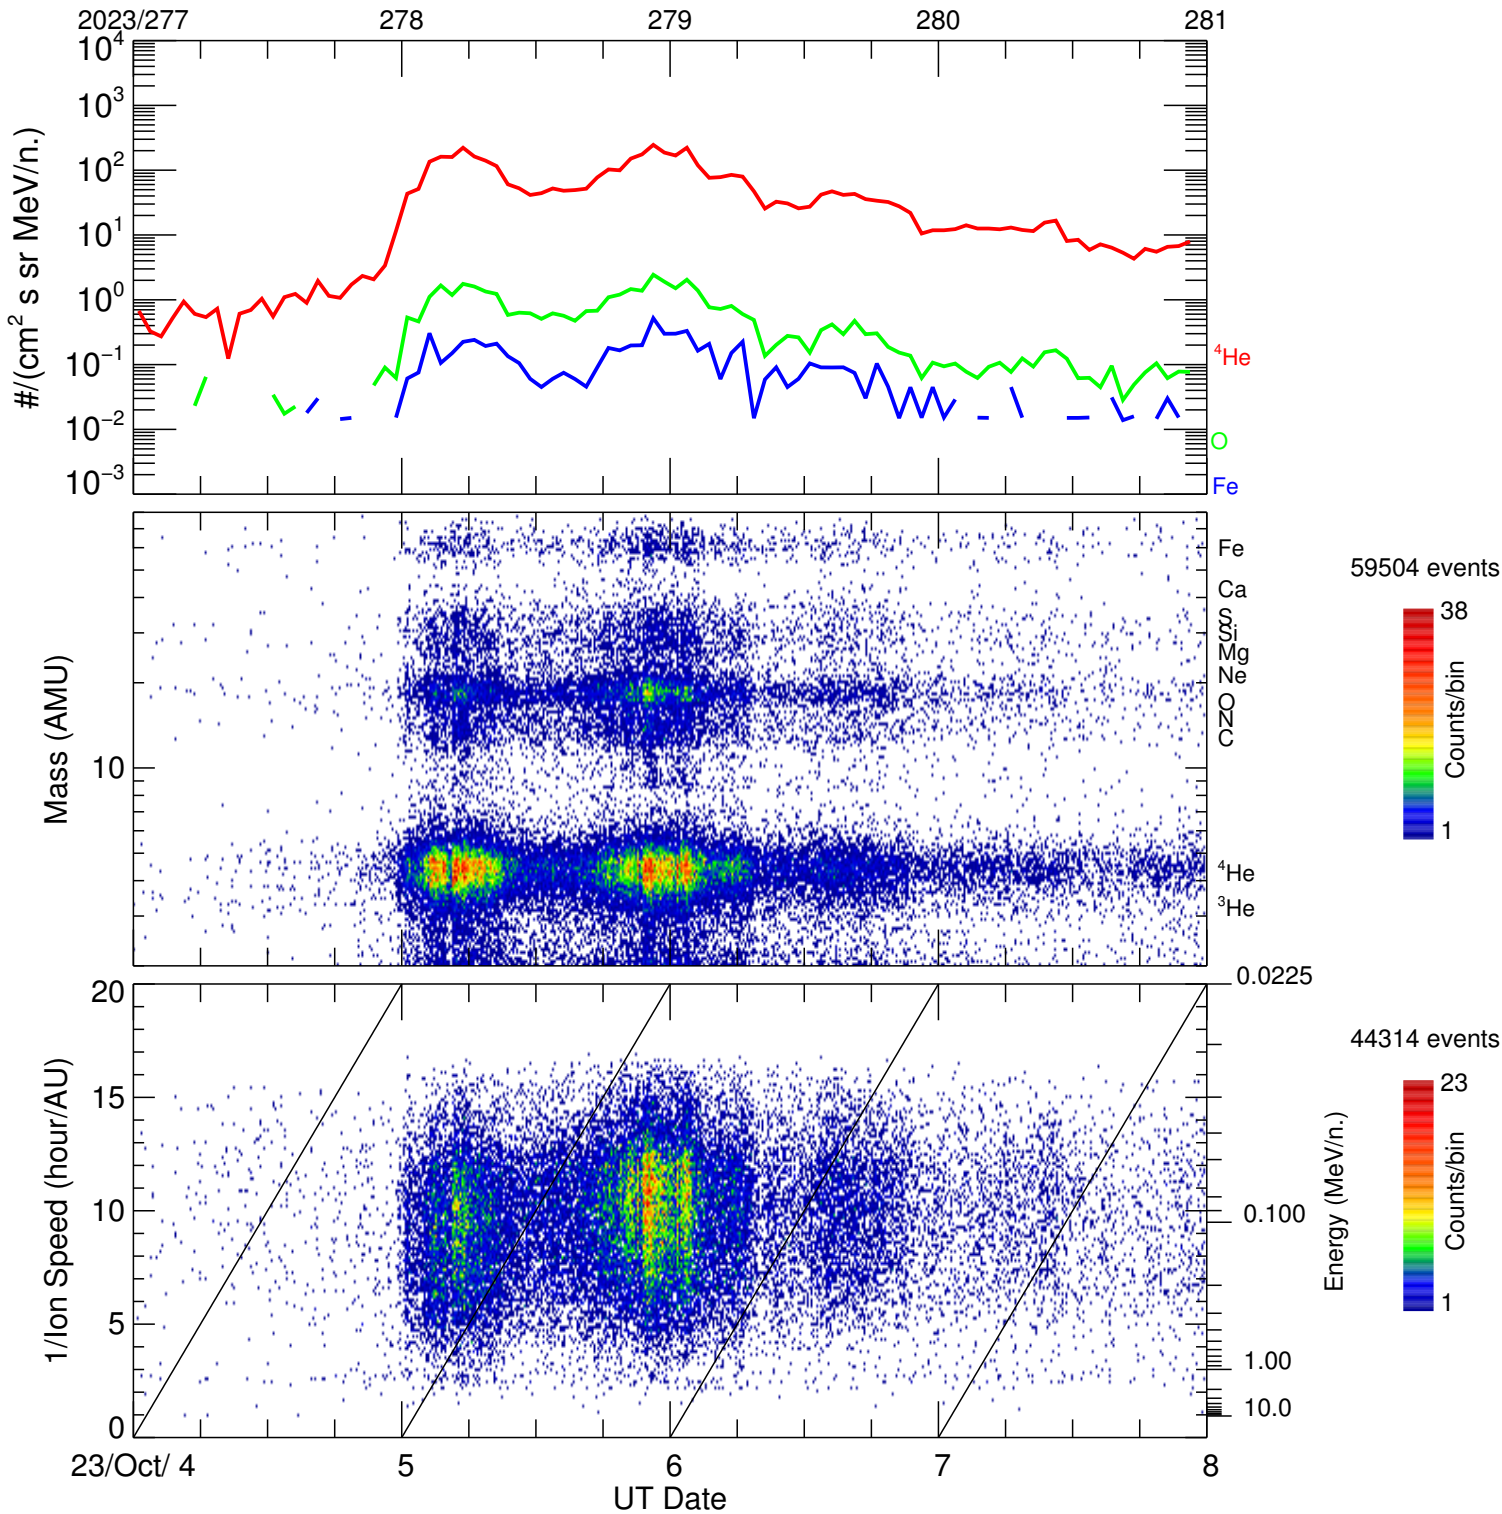 2023/277 278 279 280 281
10^4
10^3
10^2
10^1
10^0
10^−1
10^−2
10^−3
#/(cm^2 s sr MeV/n.)
^4He
O
Fe
Fe
Ca
S
Si
Mg
Ne
O
N
C
^4He
^3He
10
Mass (AMU)
59504 events
38
Counts/bin
1
20
15
10
5
0
1/Ion Speed (hour/AU)
0.0225
0.100
1.00
10.0
Energy (MeV/n.)
44314 events
23
Counts/bin
1
23/Oct/ 4 5 6 7 8
UT Date